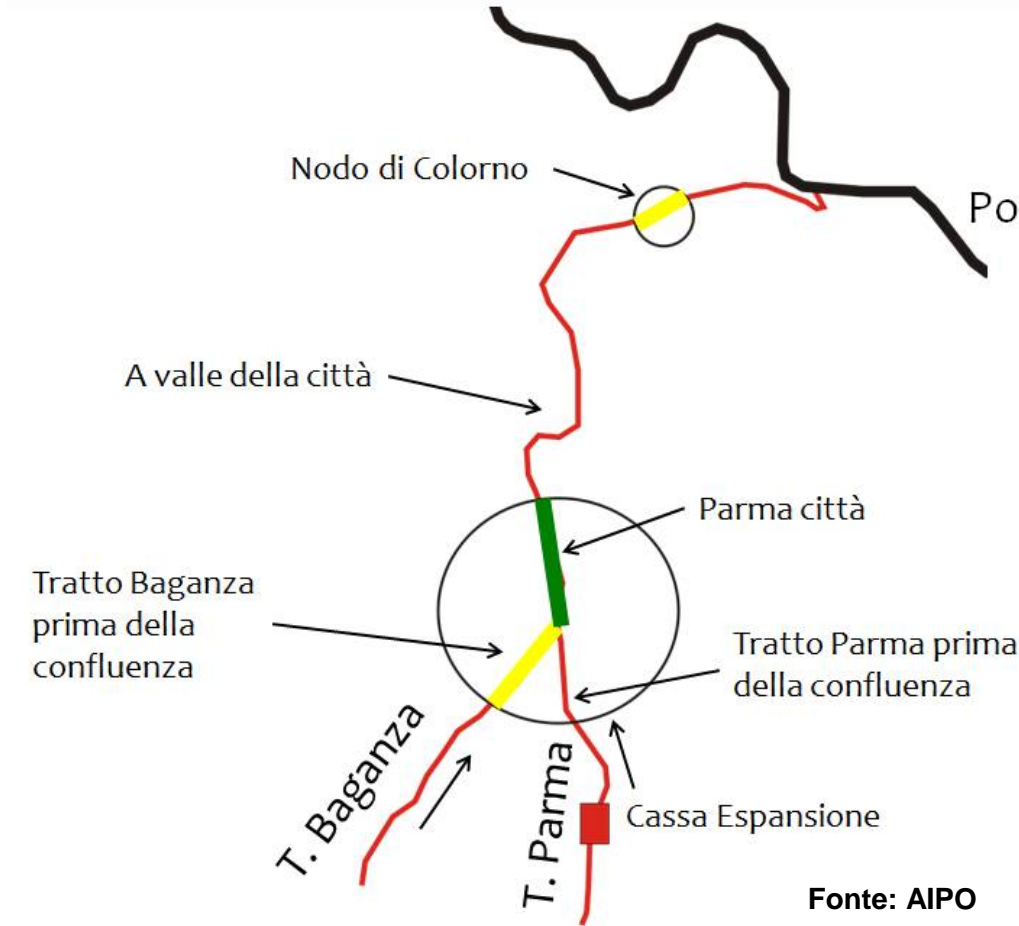 Nodo di Colorno
Po
A valle della città
Parma città
Tratto Baganza
prima della
confluenza
Tratto Parma prima
della confluenza
T. Baganza
T. Parma
Cassa Espansione
Fonte: AIPO